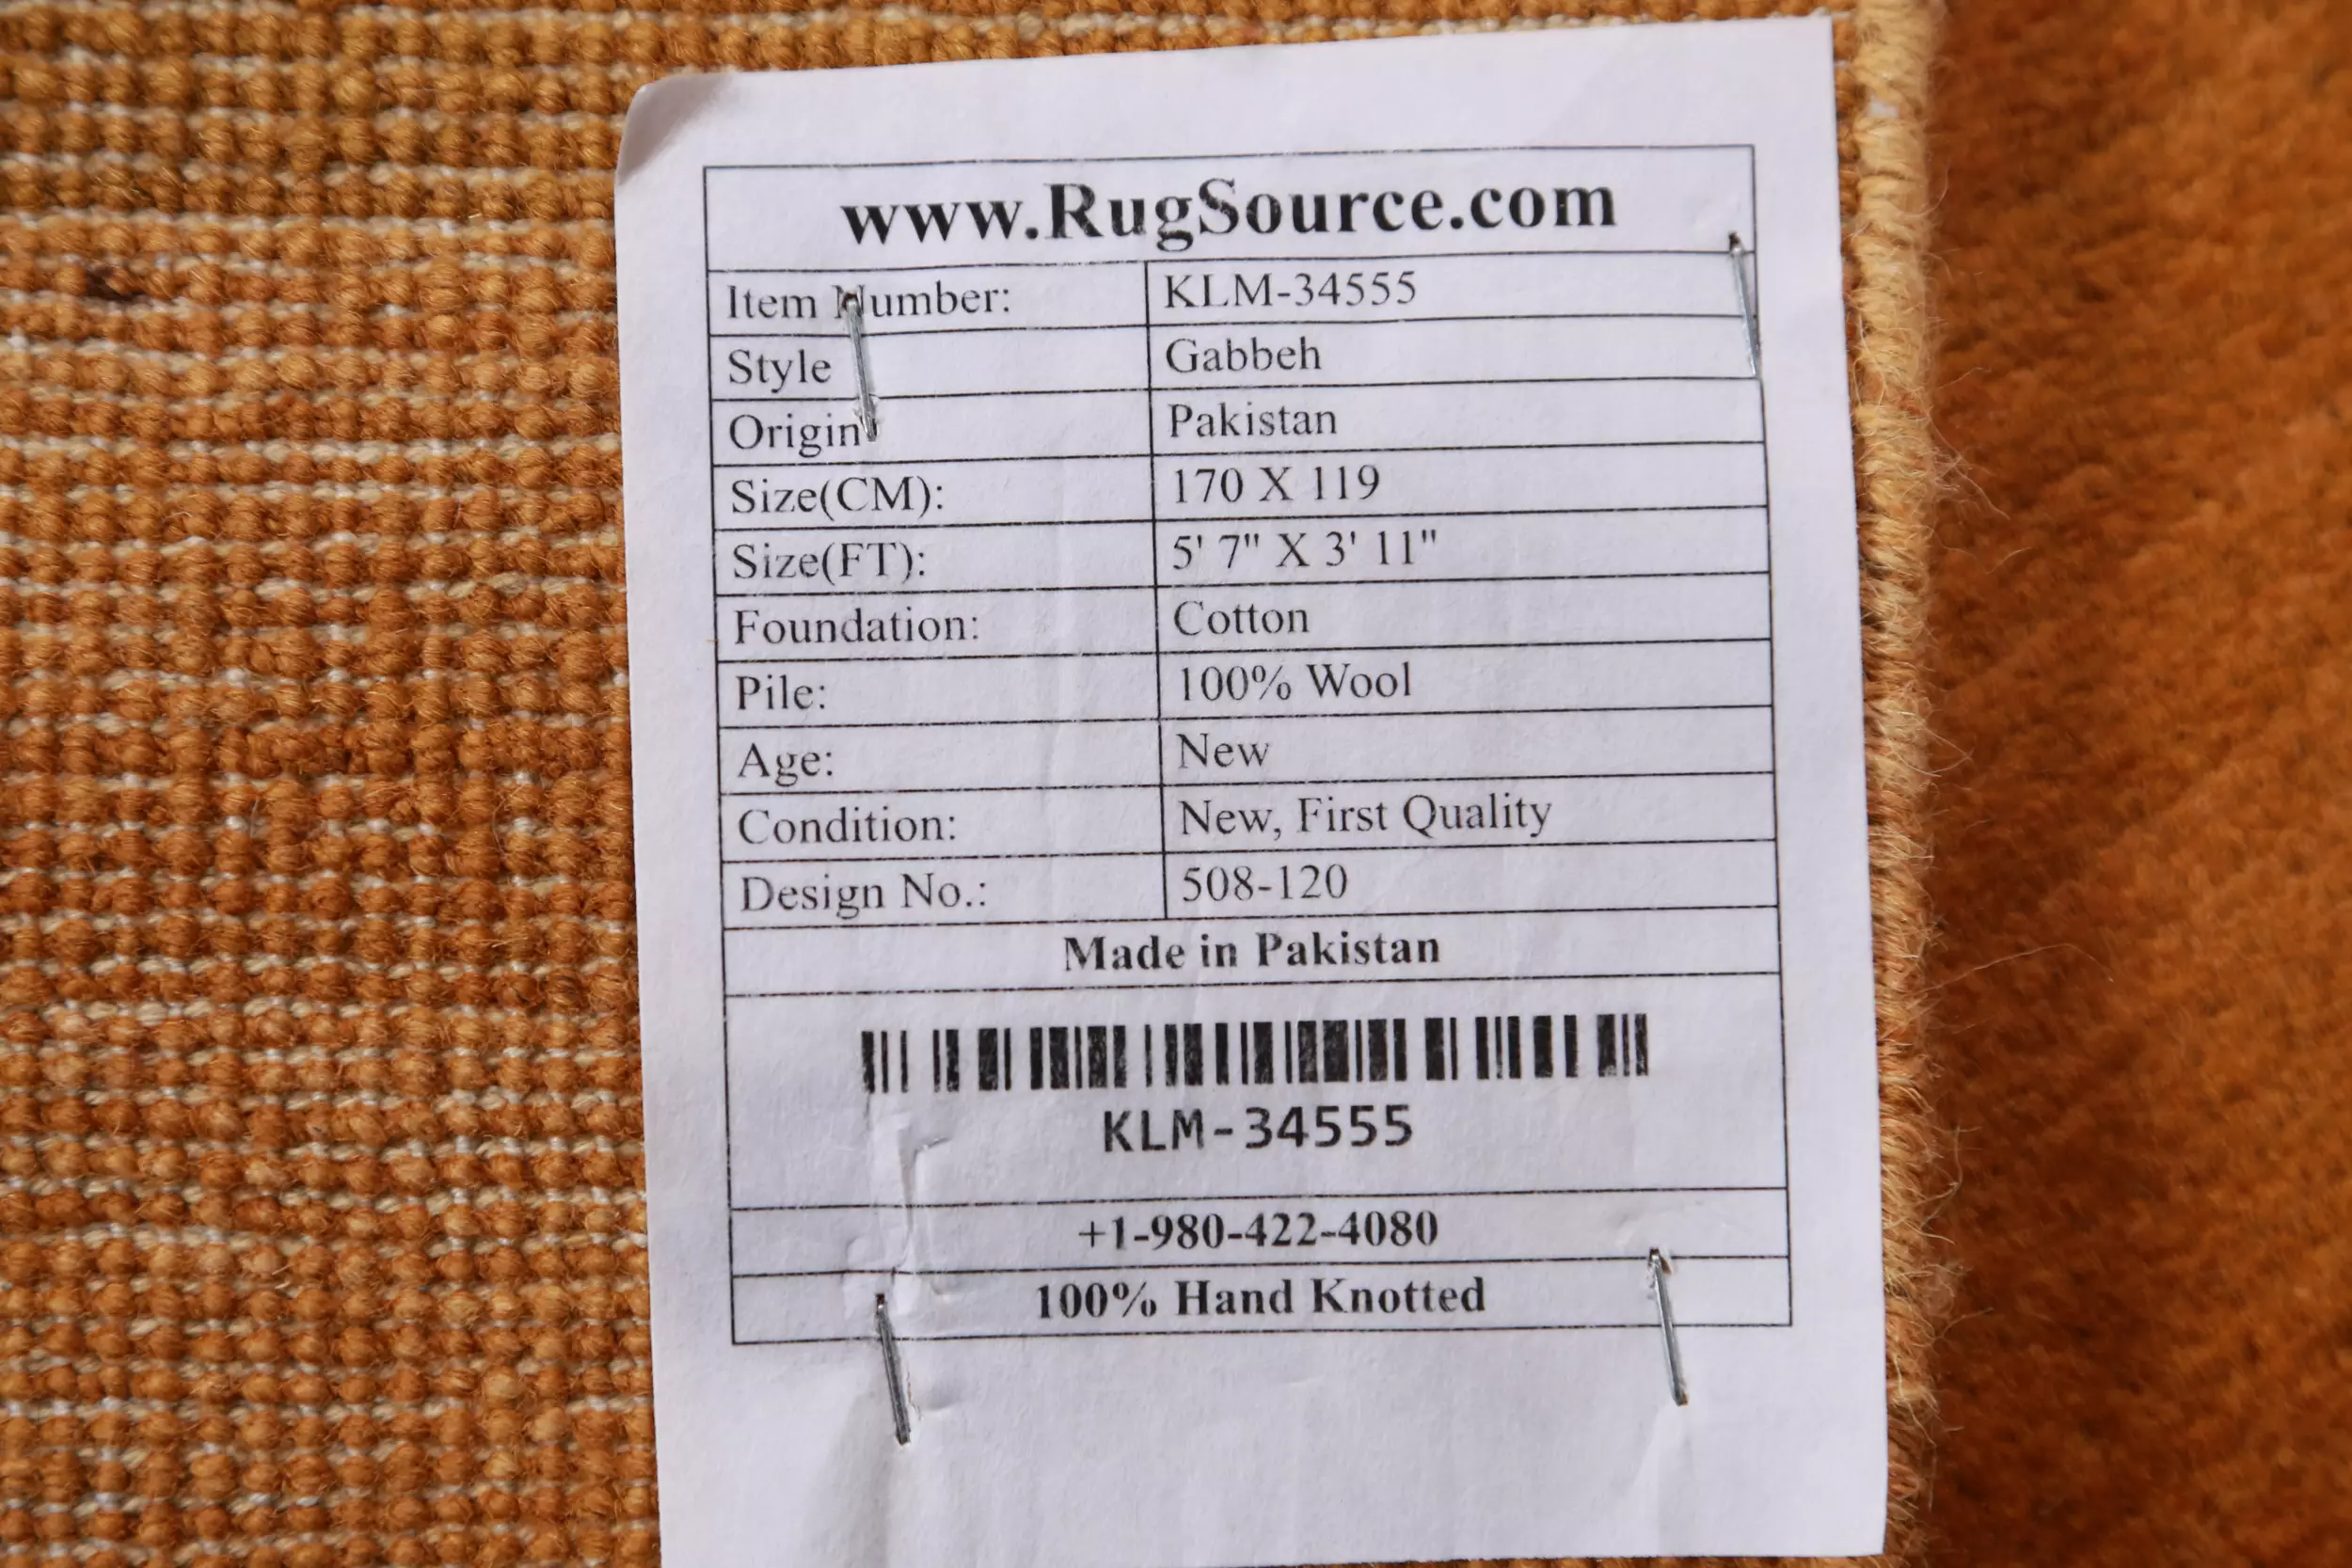 www.RugSource.com
Item Number: KLM-34555
Style Gabbeh
Origin Pakistan
Size(CM): 170 X 119
Size(FT): 5' 7" X 3' 11"
Foundation: Cotton
Pile: 100% Wool
Age: New
Condition: New, First Quality
Design No.: 508-120
Made in Pakistan
KLM-34555
+1-980-422-4080
100% Hand Knotted